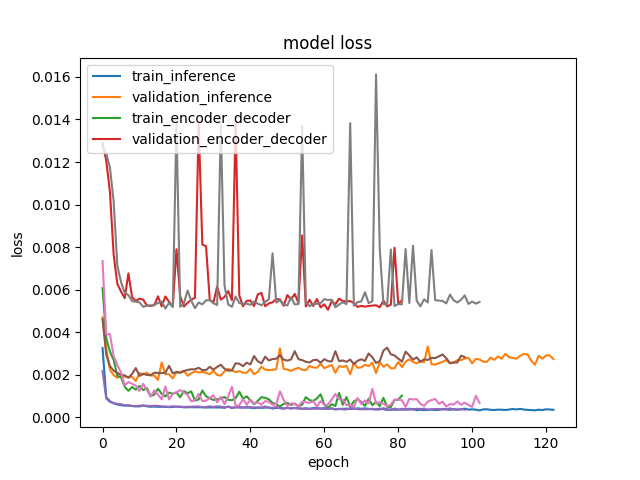 model loss
train_inference
validation_inference
train_encoder_decoder
validation_encoder_decoder
loss
0.016
0.014
0.012
0.010
0.008
0.006
0.004
0.002
0.000
0 20 40 60 80 100 120
epoch